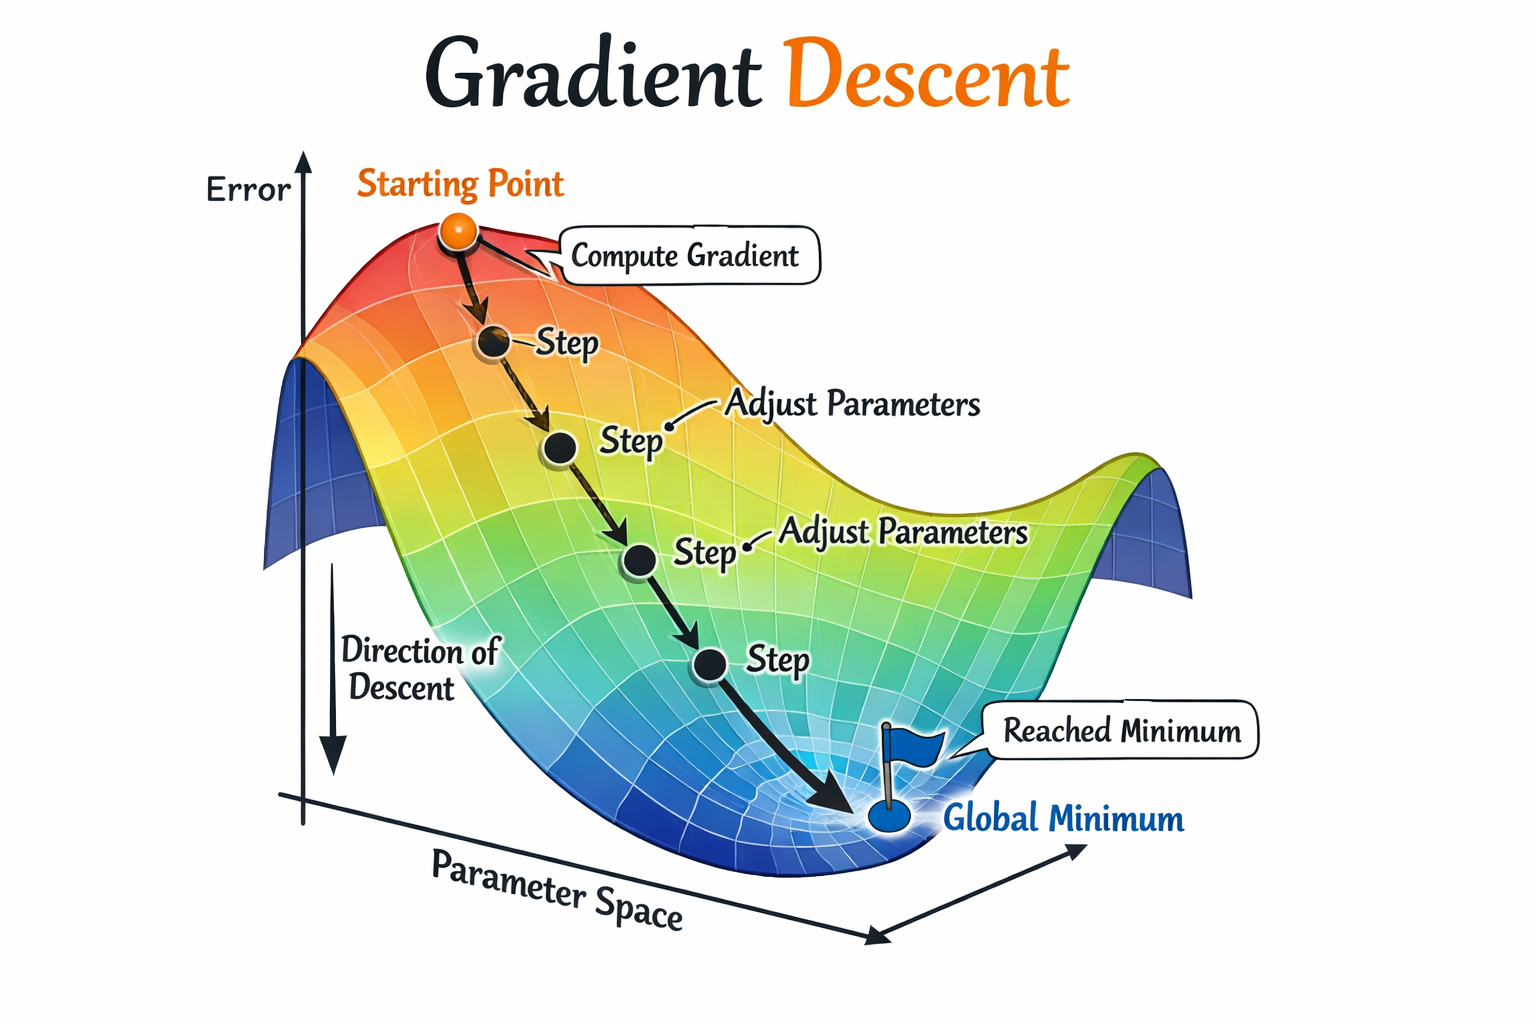 Gradient Descent
Error
Starting Point
Compute Gradient
Step
Adjust Parameters
Step
Adjust Parameters
Step
Direction of
Descent
Step
Reached Minimum
Global Minimum
Parameter Space